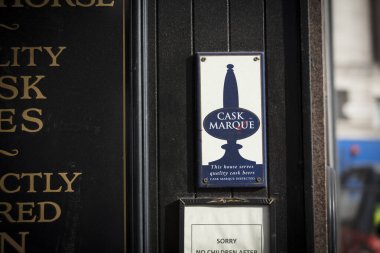 HORSE
LITY
SK
ES
CTLY
RED
N
CASK
MARQUE
This house serves
quality cask beers
CASK MARQUE INSPECTORS
SORRY
NO CHILDREN AFTER